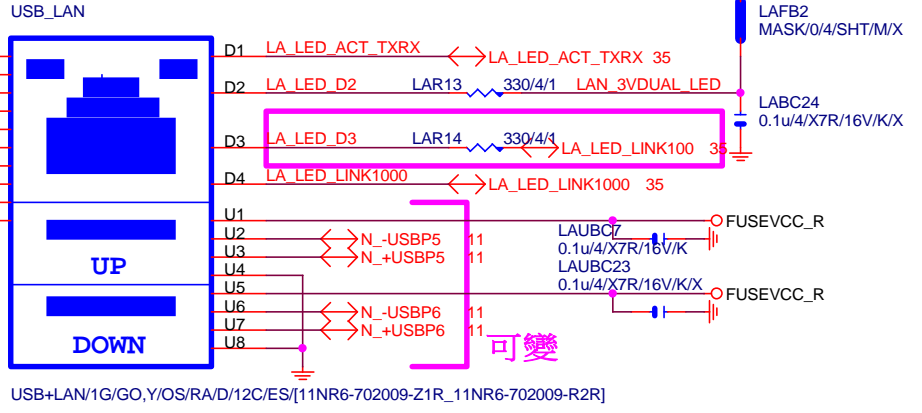 USB_LAN
LAFB2
MASK/0/4/SHT/M/X
D1 LA_LED_ACT_TXRX LA_LED_ACT_TXRX 35
D2 LA_LED_D2 LAR13 330/4/1 LAN_3VDUAL_LED
LABC24
0.1u/4/X7R/16V/K/X
D3 LA_LED_D3 LAR14 330/4/1 LA_LED_LINK100 35
D4 LA_LED_LINK1000 LA_LED_LINK1000 35
U1 FUSEVCC_R
U2 N_-USBP5 11
LAUBC7
0.1u/4/X7R/16V/K
U3 N_+USBP5 11
UP
U4
LAUBC23
0.1u/4/X7R/16V/K/X
U5 FUSEVCC_R
U6 N_-USBP6 11
U7 N_+USBP6 11
DOWN
U8
可變
USB+LAN/1G/GO,Y/OS/RA/D/12C/ES/[11NR6-702009-Z1R_11NR6-702009-R2R]